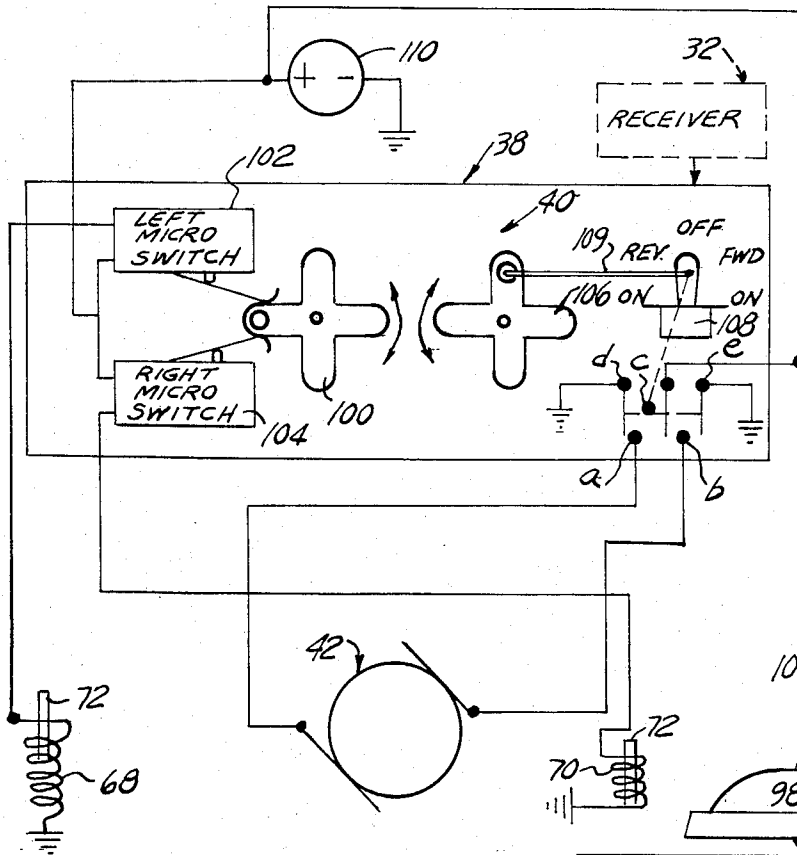 110
+ -
32
RECEIVER
38
102
LEFT
MICRO
SWITCH
40
OFF
109
REV.
FWD
106
ON
ON
108
RIGHT
MICRO
SWITCH
104
100
d
c
e
a
b
42
72
68
72
70
10
98